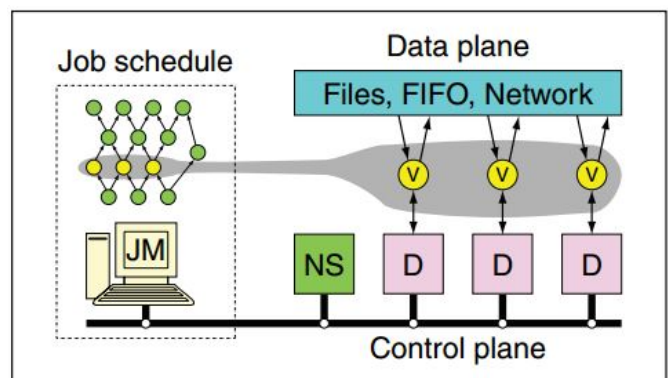 Data plane
Job schedule
Files, FIFO, Network
V V V
JM
NS D D D
Control plane